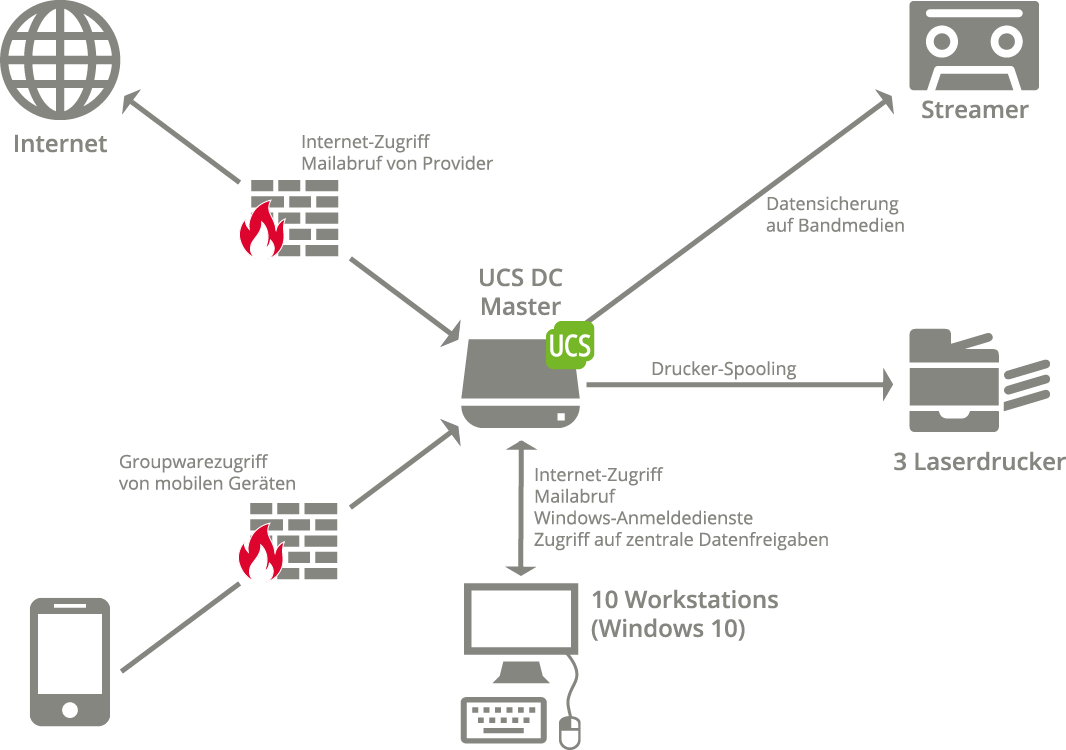 Internet
Internet-Zugriff
Mailabruf von Provider
Streamer
Datensicherung
auf Bandmedien
UCS DC
Master
UCS
Drucker-Spooling
3 Laserdrucker
Groupwarezugriff
von mobilen Geräten
Internet-Zugriff
Mailabruf
Windows-Anmeldedienste
Zugriff auf zentrale Datenfreigaben
10 Workstations
(Windows 10)